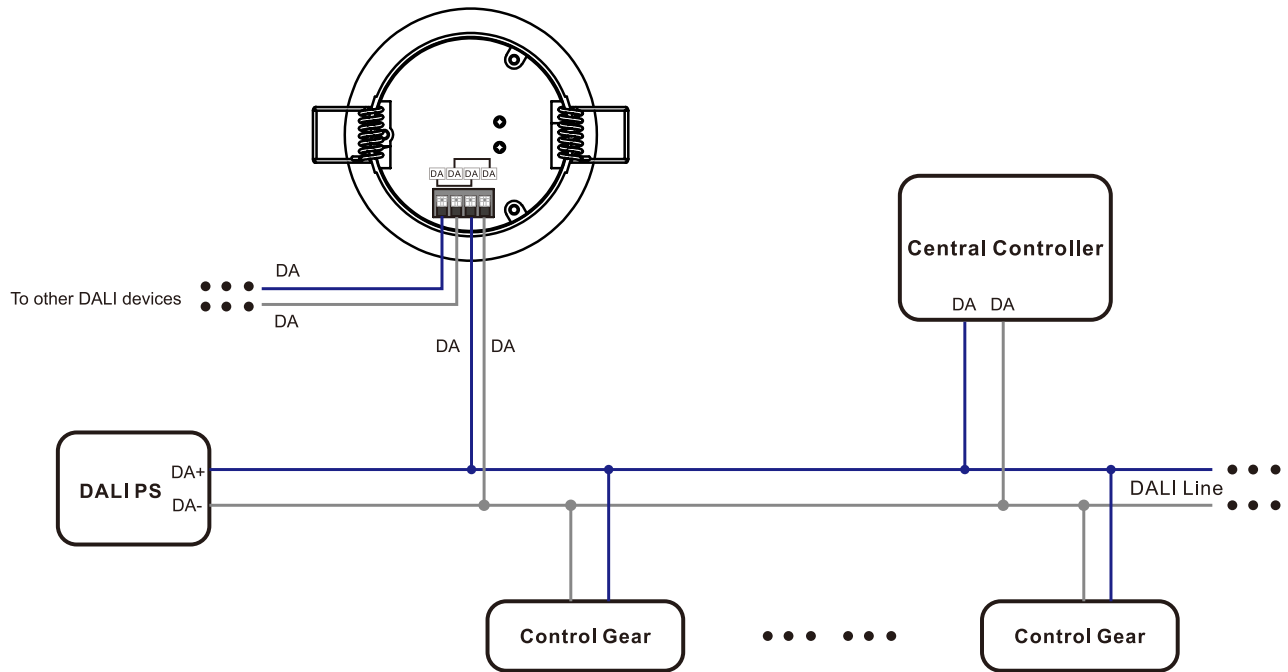 DA DA DA DA
Central Controller
DA DA
DA
To other DALI devices
DA
DA DA
DALI PS
DA+
DA-
DALI Line
Control Gear
Control Gear